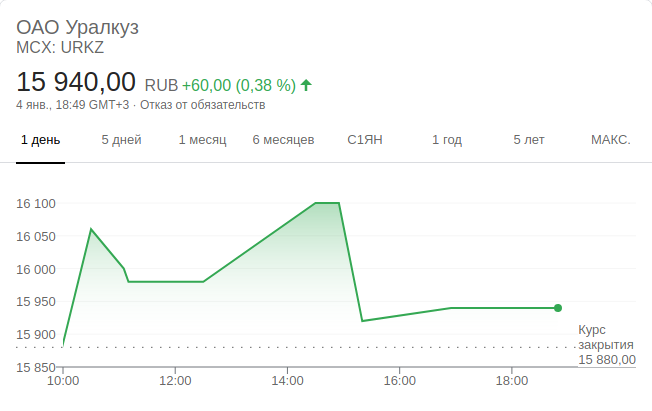 ОАО Уралкуз
MCX: URKZ
15 940,00 RUB +60,00 (0,38 %)
4 янв., 18:49 GMT+3 · Отказ от обязательств
1 день 5 дней 1 месяц 6 месяцев С1ЯН 1 год 5 лет МАКС.
16 100
16 050
16 000
15 950
15 900
15 850
Курс
закрытия
15 880,00
10:00 12:00 14:00 16:00 18:00